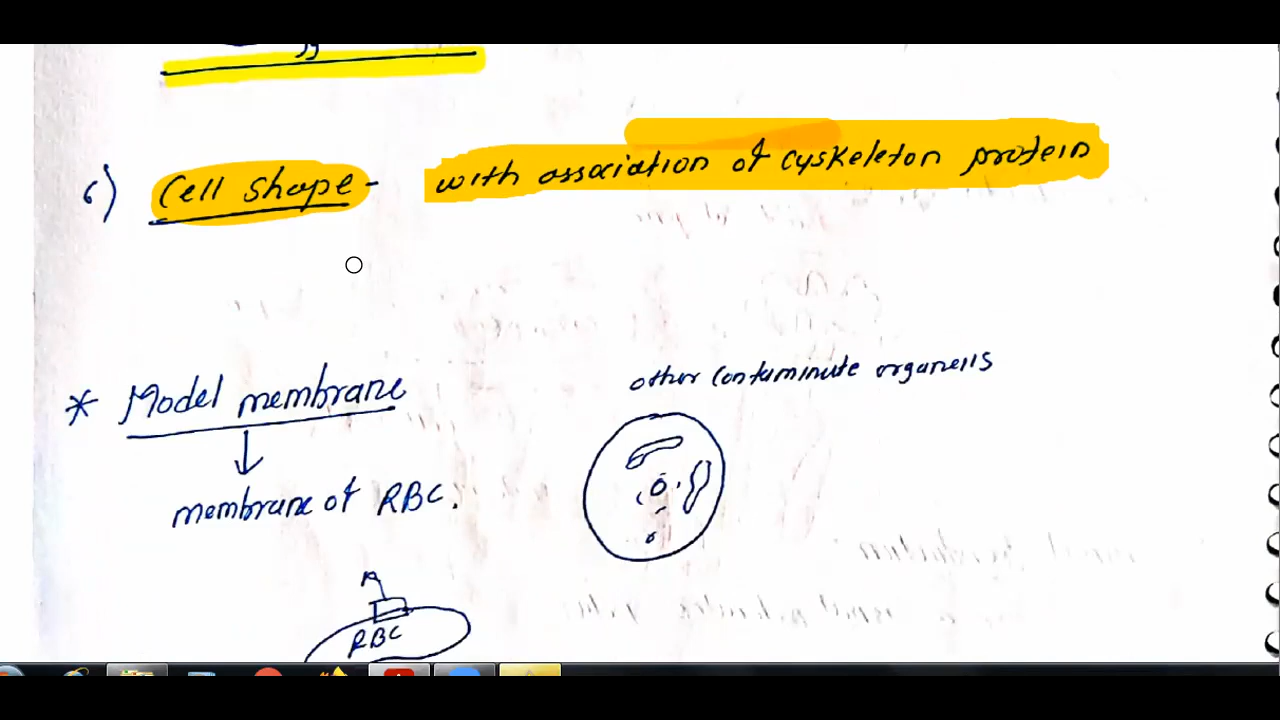 6) Cell shape - with association of cyskeleton protein
* Model membrane
other contaminate organells
membrane of RBC.
A
RBC